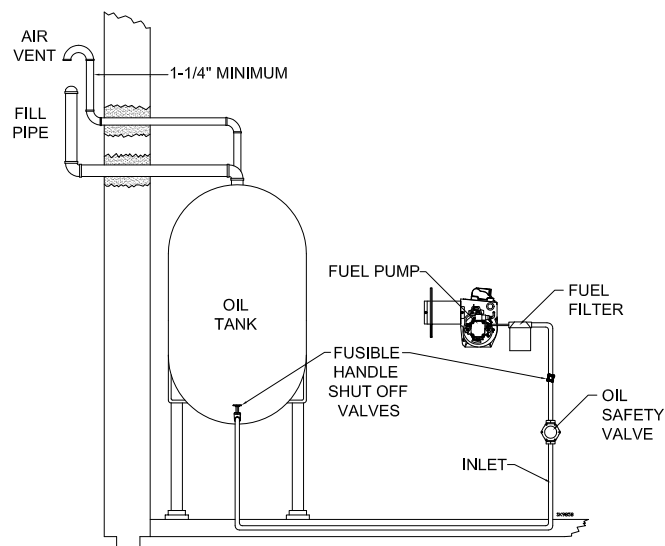 AIR
VENT
1-1/4" MINIMUM
FILL
PIPE
OIL
TANK
FUEL PUMP
FUEL
FILTER
FUSIBLE
HANDLE
SHUT OFF
VALVES
OIL
SAFETY
VALVE
INLET